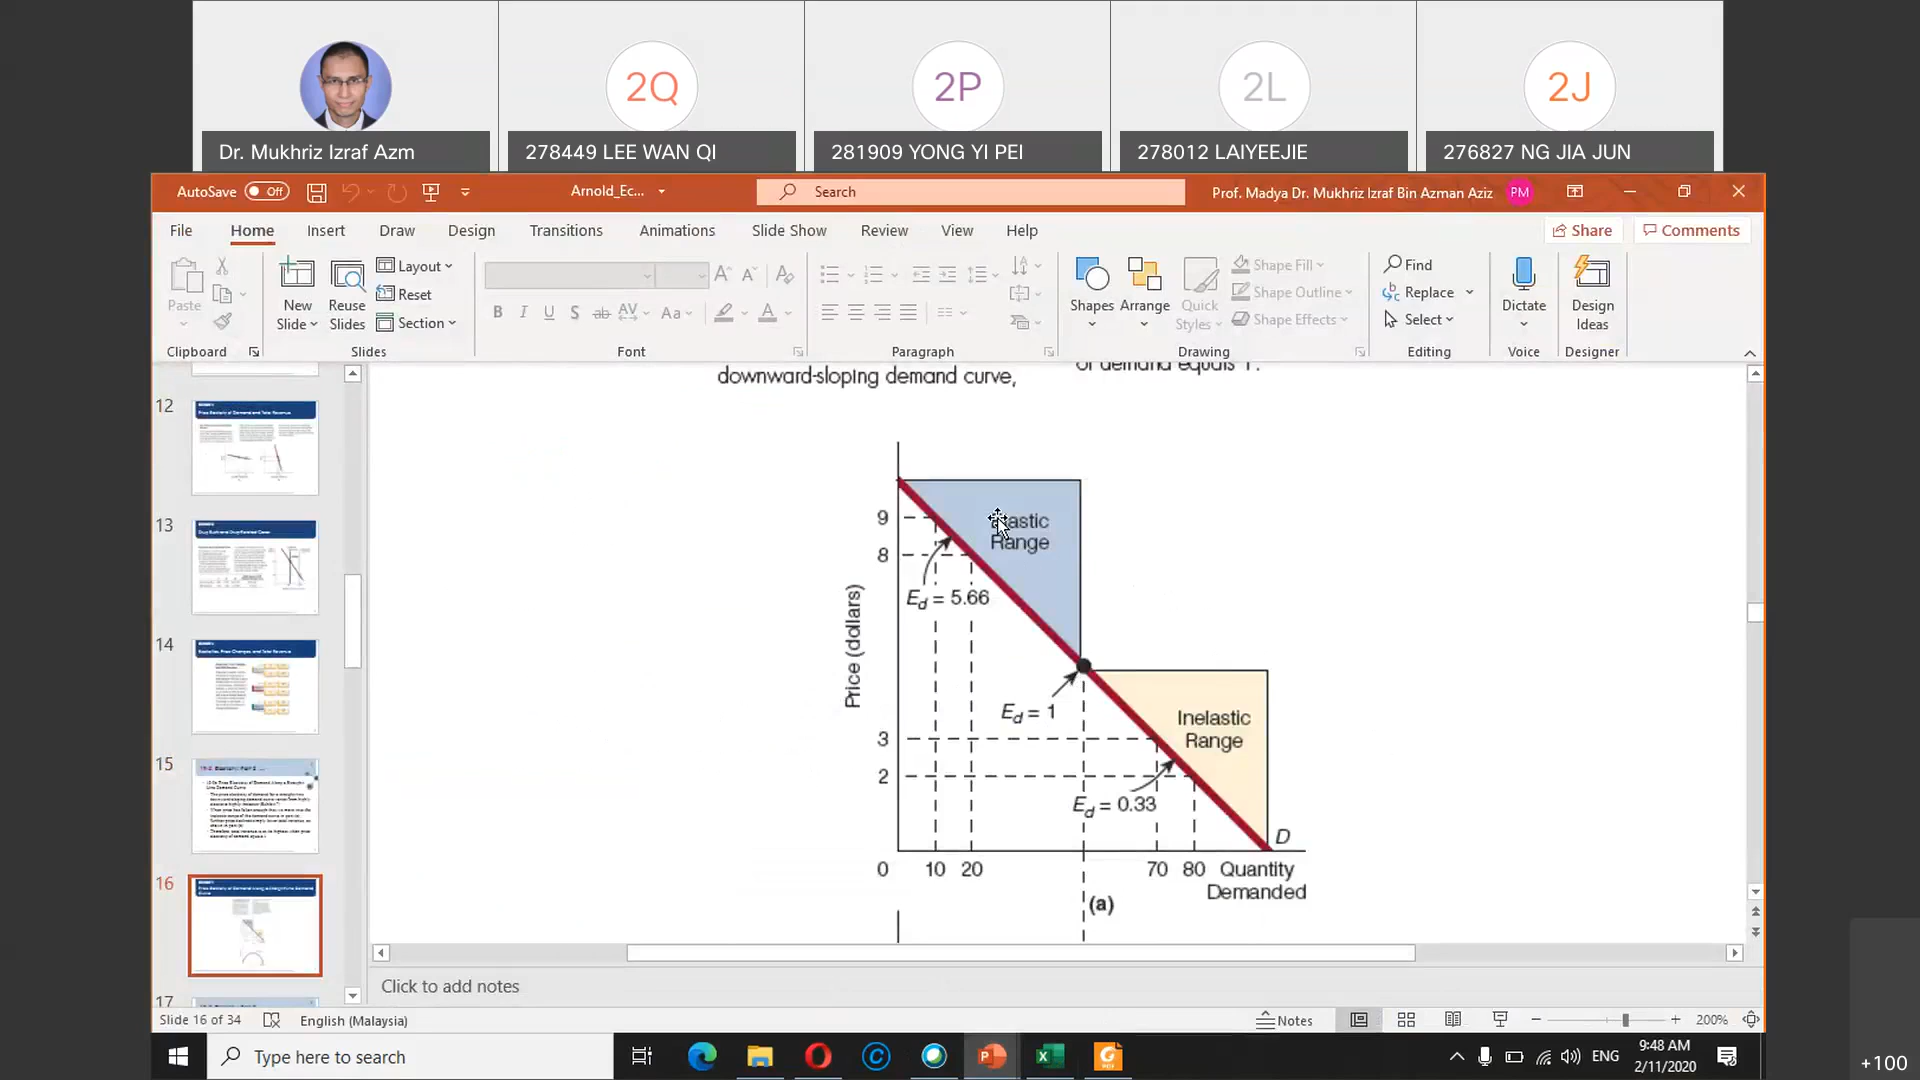 2Q
2P
2L
2J
Dr. Mukhriz Izraf Azm
278449 LEE WAN QI
281909 YONG YI PEI
278012 LAIYEEJIE
276827 NG JIA JUN
AutoSave Off
Arnold_Ec...
Search
Prof. Madya Dr. Mukhriz Izraf Bin Azman Aziz PM
File Home Insert Draw Design Transitions Animations Slide Show Review View Help Share Comments
Paste
New Slide
Reuse Slides
Layout
Reset
Section
B I U S ab AV Aa A
Shapes
Arrange
Quick Styles
Shape Fill
Shape Outline
Shape Effects
Find
Replace
Select
Dictate
Design Ideas
Clipboard Slides Font Paragraph Drawing Editing Voice Designer
12
13
14
15
16
17
downward-sloping demand curve,
of demand equals 1.
Price (dollars)
9
8
3
2
0
10 20 70 80
Elastic
Range
Ed = 5.66
Ed = 1
Inelastic
Range
Ed = 0.33
D
Quantity
Demanded
(a)
Click to add notes
Slide 16 of 34 English (Malaysia) Notes 200%
Type here to search
ENG
9:48 AM
2/11/2020
+100